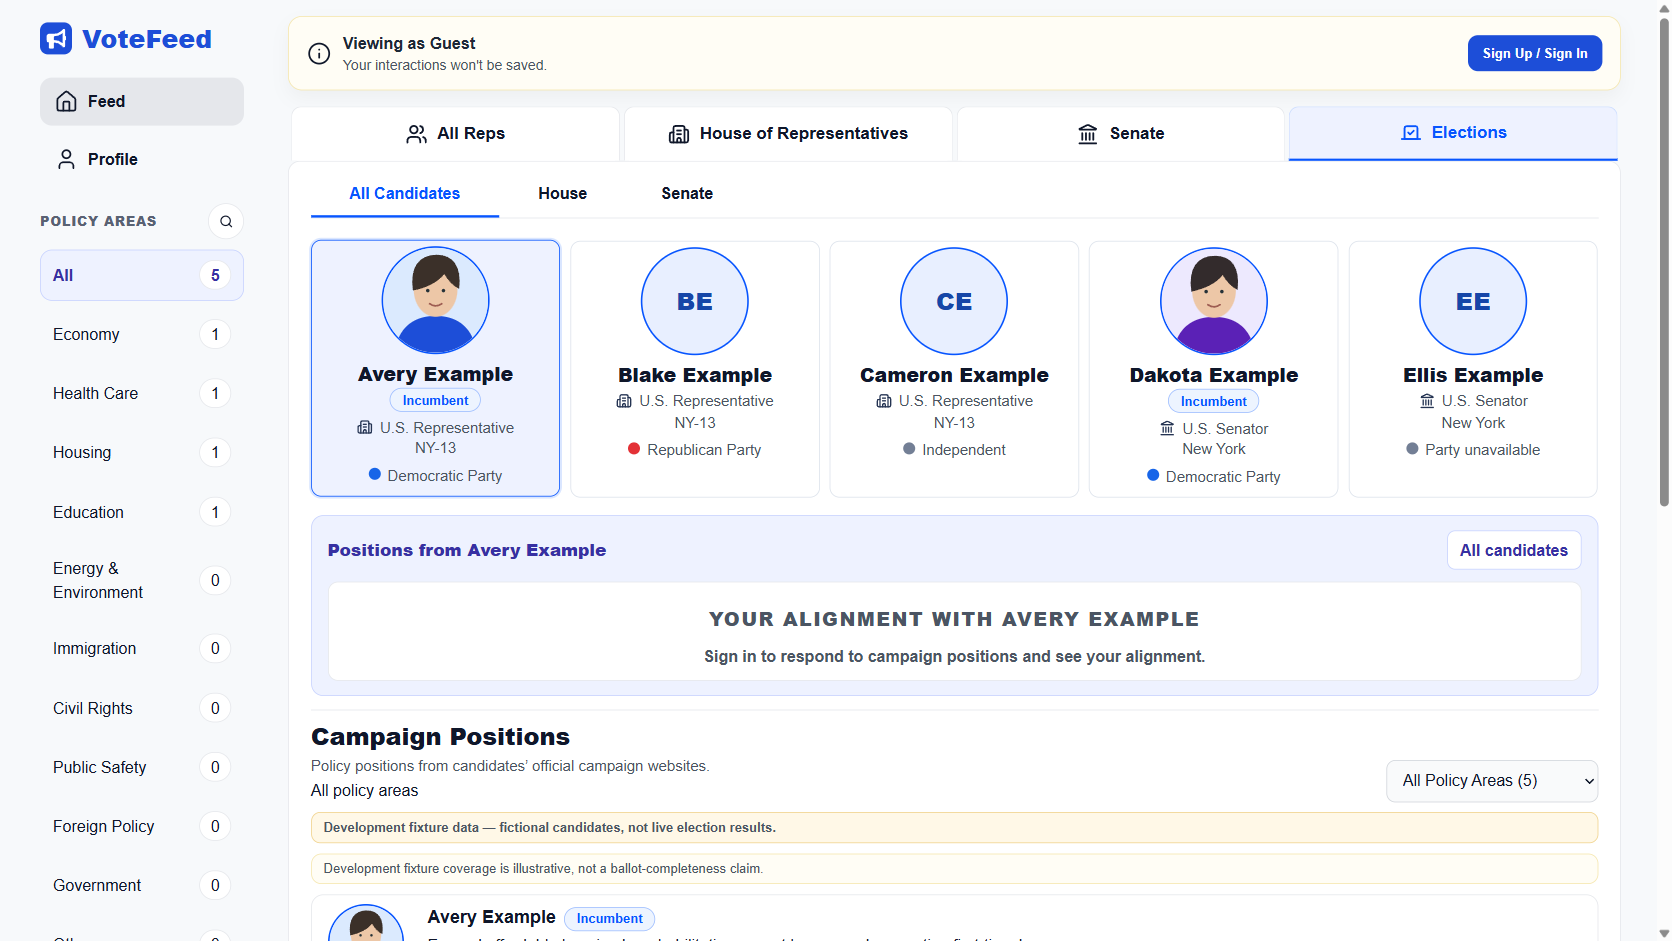 VoteFeed
Feed
Profile
POLICY AREAS
All 5
Economy 1
Health Care 1
Housing 1
Education 1
Energy &
Environment 0
Immigration 0
Civil Rights 0
Public Safety 0
Foreign Policy 0
Government 0
Viewing as Guest
Your interactions won't be saved.
Sign Up / Sign In
All Reps
House of Representatives
Senate
Elections
All Candidates
House
Senate
Avery Example
Incumbent
U.S. Representative
NY-13
Democratic Party
BE
Blake Example
U.S. Representative
NY-13
Republican Party
CE
Cameron Example
U.S. Representative
NY-13
Independent
Dakota Example
Incumbent
U.S. Senator
New York
Democratic Party
EE
Ellis Example
U.S. Senator
New York
Party unavailable
Positions from Avery Example
All candidates
YOUR ALIGNMENT WITH AVERY EXAMPLE
Sign in to respond to campaign positions and see your alignment.
Campaign Positions
Policy positions from candidates’ official campaign websites.
All policy areas
All Policy Areas (5)
Development fixture data — fictional candidates, not live election results.
Development fixture coverage is illustrative, not a ballot-completeness claim.
Avery Example
Incumbent